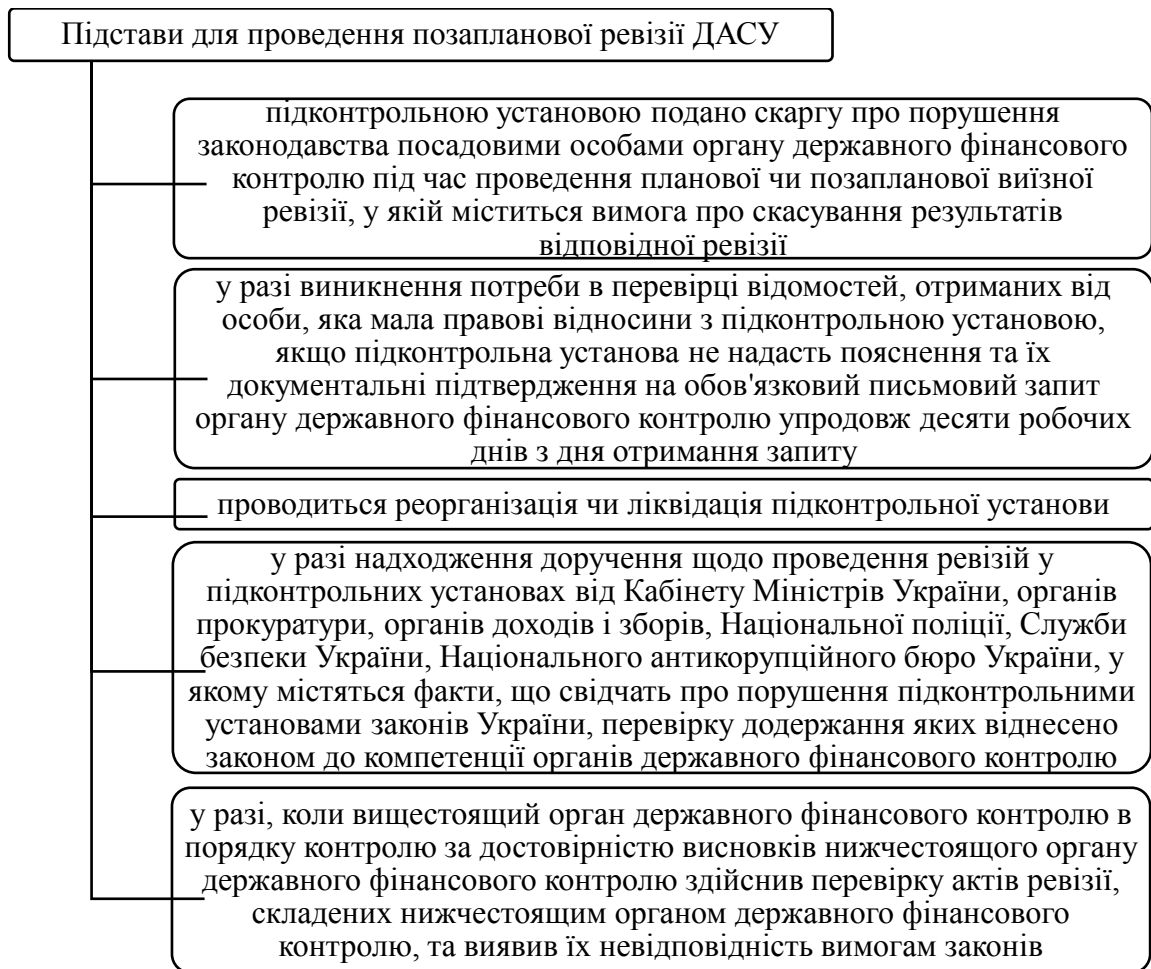 Підстави для проведення позапланової ревізії ДАСУ
підконтрольною установою подано скаргу про порушення
законодавства посадовими особами органу державного фінансового
контролю під час проведення планової чи позапланової виїзної
ревізії, у якій міститься вимога про скасування результатів
відповідної ревізії
у разі виникнення потреби в перевірці відомостей, отриманих від
особи, яка мала правові відносини з підконтрольною установою,
якщо підконтрольна установа не надасть пояснення та їх
документальні підтвердження на обов'язковий письмовий запит
органу державного фінансового контролю упродовж десяти робочих
днів з дня отримання запиту
проводиться реорганізація чи ліквідація підконтрольної установи
у разі надходження доручення щодо проведення ревізій у
підконтрольних установах від Кабінету Міністрів України, органів
прокуратури, органів доходів і зборів, Національної поліції, Служби
безпеки України, Національного антикорупційного бюро України, у
якому містяться факти, що свідчать про порушення підконтрольними
установами законів України, перевірку додержання яких віднесено
законом до компетенції органів державного фінансового контролю
у разі, коли вищестоящий орган державного фінансового контролю в
порядку контролю за достовірністю висновків нижчестоящого органу
державного фінансового контролю здійснив перевірку актів ревізії,
складених нижчестоящим органом державного фінансового
контролю, та виявив їх невідповідність вимогам законів